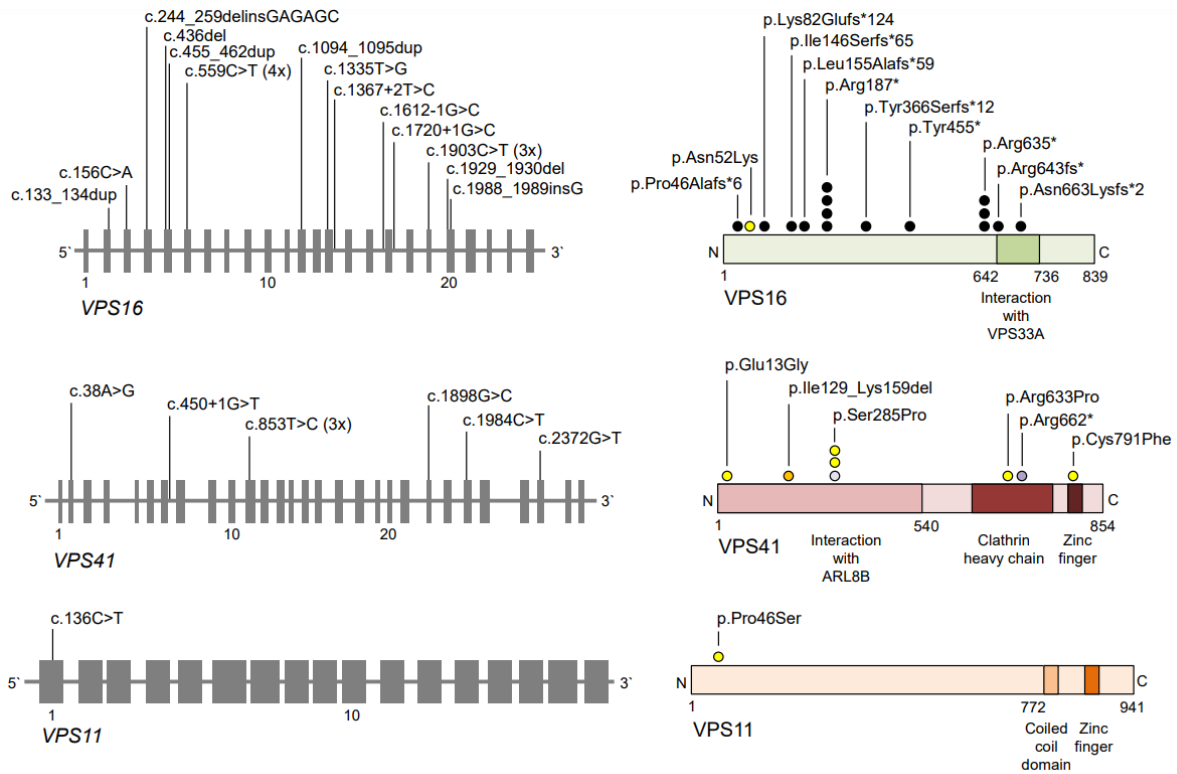 c.244_259delinsGAGAGC
c.436del
c.455_462dup
c.559C>T (4x)
c.1094_1095dup
c.1335T>G
c.1367+2T>C
c.1612-1G>C
c.1720+1G>C
c.1903C>T (3x)
c.1929_1930del
c.1988_1989insG
c.156C>A
c.133_134dup
5`
3`
1
10
20
VPS16
p.Lys82Glufs*124
p.Ile146Serfs*65
p.Leu155Alafs*59
p.Arg187*
p.Tyr366Serfs*12
p.Tyr455*
p.Arg635*
p.Arg643fs*
p.Asn663Lysfs*2
p.Asn52Lys
p.Pro46Alafs*6
N
C
1
642
736
839
VPS16
Interaction
with
VPS33A
c.38A>G
c.450+1G>T
c.853T>C (3x)
c.1898G>C
c.1984C>T
c.2372G>T
5`
3`
1
10
20
VPS41
p.Glu13Gly
p.Ile129_Lys159del
p.Ser285Pro
p.Arg633Pro
p.Arg662*
p.Cys791Phe
N
C
1
540
854
VPS41
Interaction
with
ARL8B
Clathrin
heavy chain
Zinc
finger
c.136C>T
5`
3`
1
10
VPS11
p.Pro46Ser
N
C
1
772
941
VPS11
Coiled
coil
domain
Zinc
finger